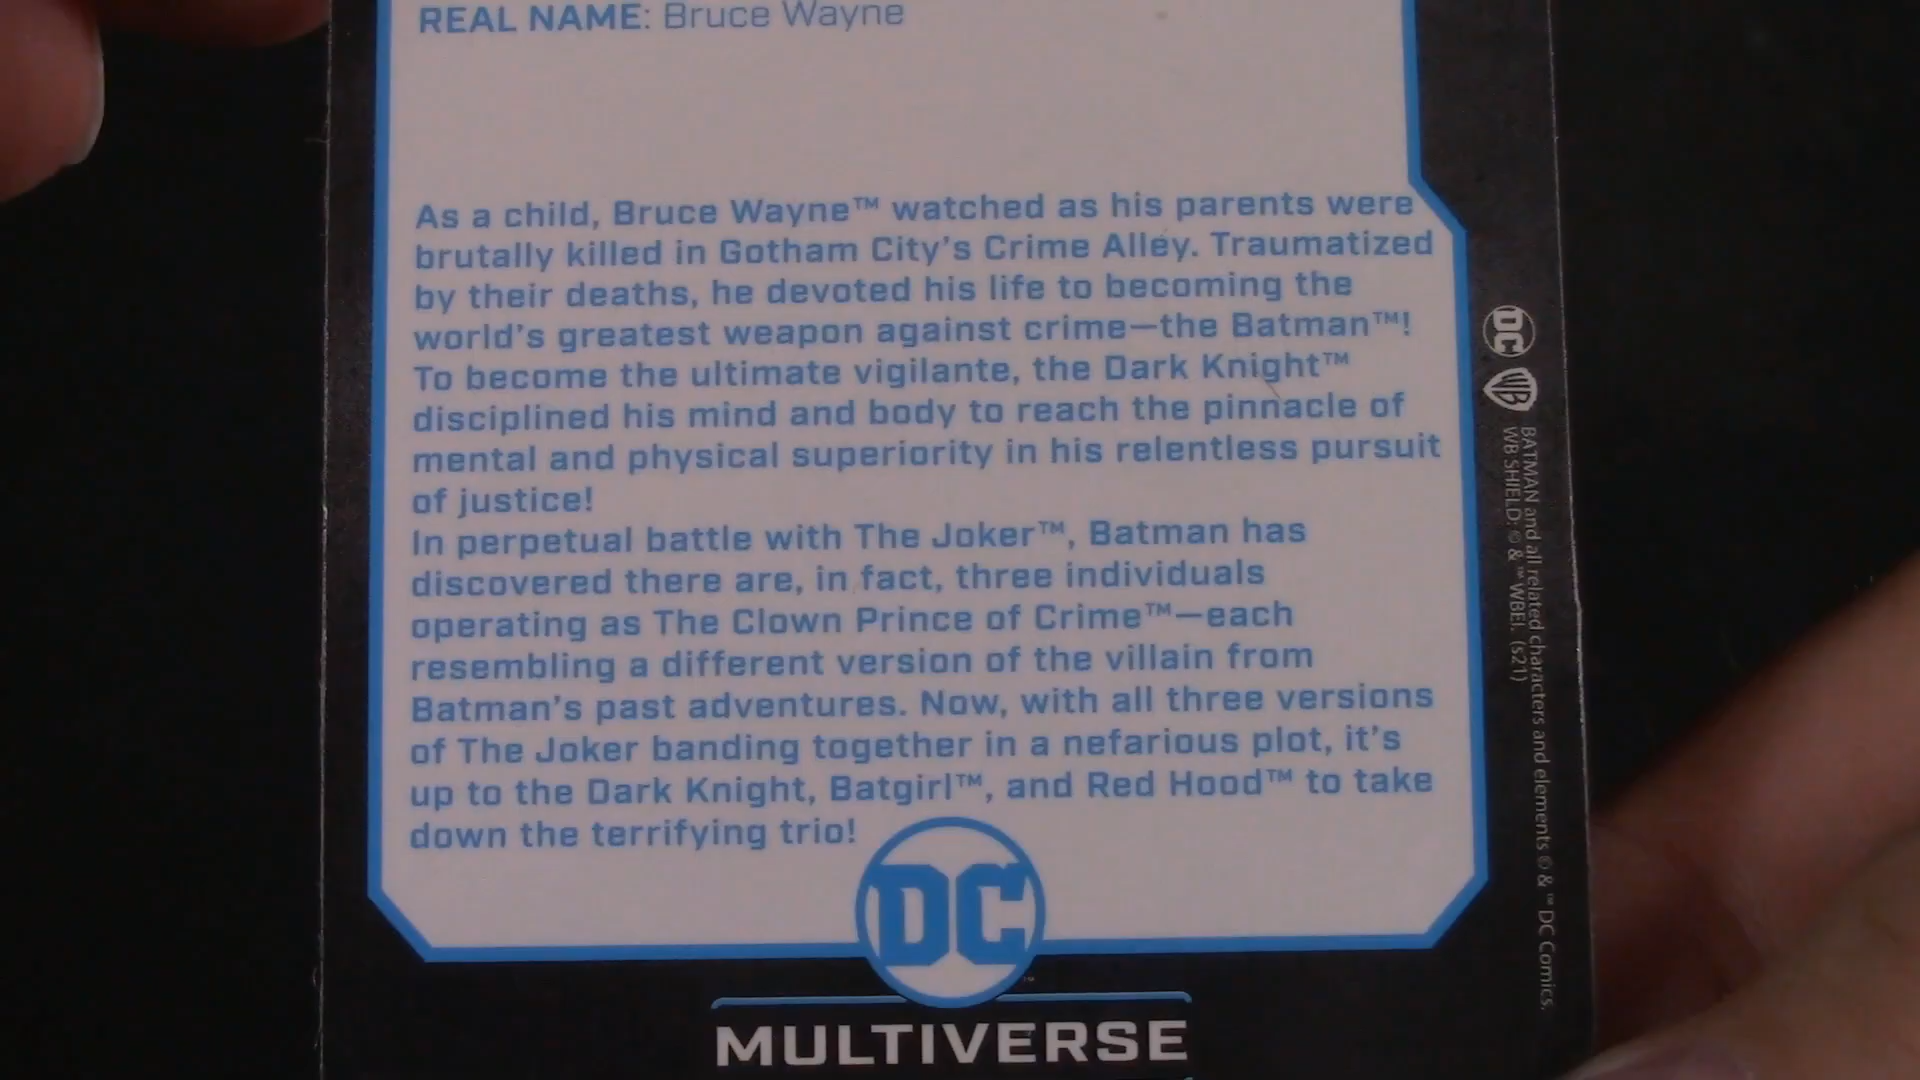 REAL NAME: Bruce Wayne
As a child, Bruce Wayne™ watched as his parents were
brutally killed in Gotham City's Crime Alley. Traumatized
by their deaths, he devoted his life to becoming the
world's greatest weapon against crime—the Batman™!
To become the ultimate vigilante, the Dark Knight™
disciplined his mind and body to reach the pinnacle of
mental and physical superiority in his relentless pursuit
of justice!
In perpetual battle with The Joker™, Batman has
discovered there are, in fact, three individuals
operating as The Clown Prince of Crime™—each
resembling a different version of the villain from
Batman's past adventures. Now, with all three versions
of The Joker banding together in a nefarious plot, it's
up to the Dark Knight, Batgirl™, and Red Hood™ to take
down the terrifying trio!
DC
™
MULTIVERSE
DC
WB
BATMAN and all related characters and elements © & ™ DC Comics.
WB SHIELD: © & ™ WBEI. (s21)